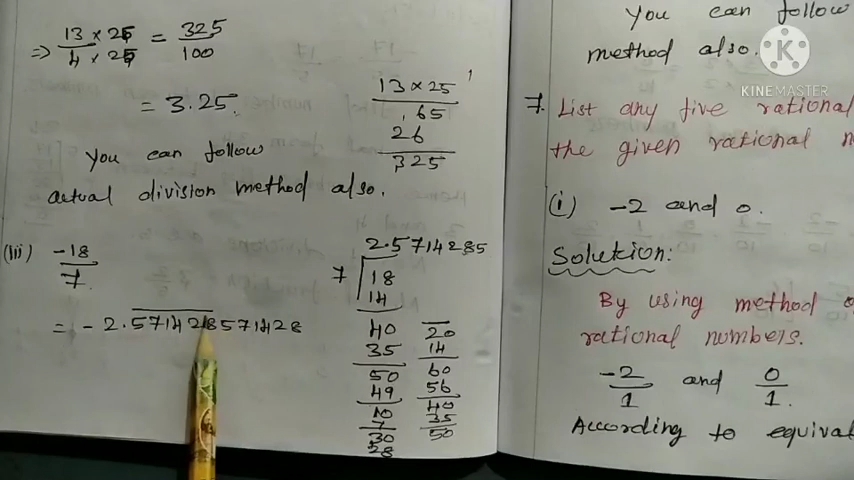 => 13 × 25 / 4 × 25 = 325 / 100
= 3.25.
You can follow
actual division method also.
13 × 25
65
26
325
(iii) -18 / 7
= - 2.571428571428
2.5714285
7 | 18
14
40
35
50
49
10
7
30
28
20
14
60
56
40
35
50
You can follow
method also.
7. List any five rational
the given rational
(i) -2 and 0.
Solution:
By using method
rational numbers.
-2 / 1 and 0 / 1.
According to equival
KINEMASTER